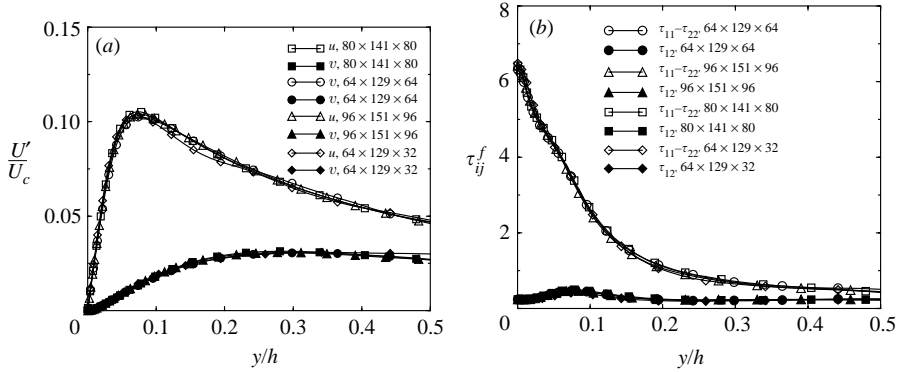 (a)
u, 80 × 141 × 80
v, 80 × 141 × 80
v, 64 × 129 × 64
v, 64 × 129 × 64
u, 96 × 151 × 96
v, 96 × 151 × 96
u, 64 × 129 × 32
v, 64 × 129 × 32
0.10
0.05
U′
U_c
0 0.1 0.2 0.3 0.4 0.5
y/h
(b)
τ11–τ22, 64 × 129 × 64
τ12, 64 × 129 × 64
τ11–τ22, 96 × 151 × 96
τ12, 96 × 151 × 96
τ11–τ22, 80 × 141 × 80
τ12, 80 × 141 × 80
τ11–τ22, 64 × 129 × 32
τ12, 64 × 129 × 32
8
6
4
2
τ_ij^f
0 0.1 0.2 0.3 0.4 0.5
y/h